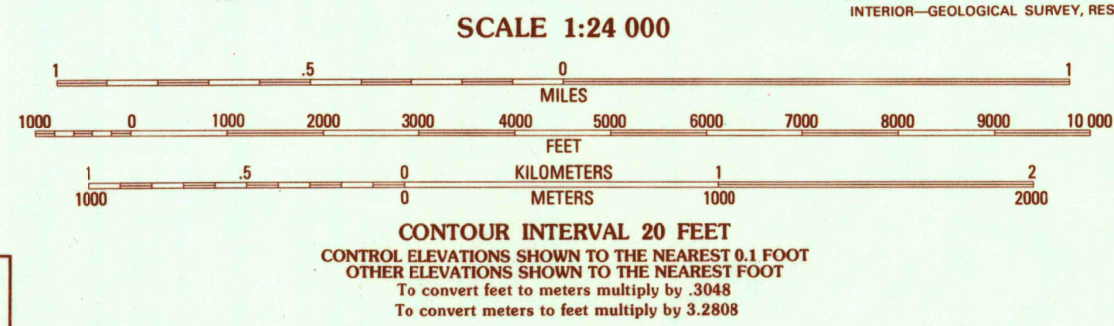 INTERIOR—GEOLOGICAL SURVEY, RES
SCALE 1:24 000
1 .5 0 1
MILES
1000 0 1000 2000 3000 4000 5000 6000 7000 8000 9000 10 000
FEET
1 .5 0 KILOMETERS 1 2
1000 0 METERS 1000 2000
CONTOUR INTERVAL 20 FEET
CONTROL ELEVATIONS SHOWN TO THE NEAREST 0.1 FOOT
OTHER ELEVATIONS SHOWN TO THE NEAREST FOOT
To convert feet to meters multiply by .3048
To convert meters to feet multiply by 3.2808